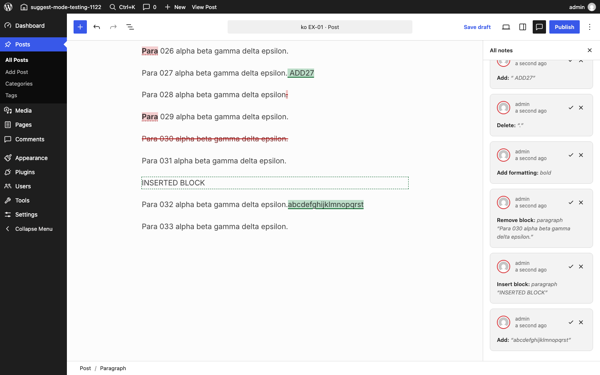 suggest-mode-testing-1122
Ctrl+K
0
New
View Post
admin
Dashboard
Posts
All Posts
Add Post
Categories
Tags
Media
Pages
Comments
Appearance
Plugins
Users
Tools
Settings
Collapse Menu
ko EX-01 · Post
Save draft
Publish
Para 026 alpha beta gamma delta epsilon.
Para 027 alpha beta gamma delta epsilon. ADD27
Para 028 alpha beta gamma delta epsilon.
Para 029 alpha beta gamma delta epsilon.
Para 030 alpha beta gamma delta epsilon.
Para 031 alpha beta gamma delta epsilon.
INSERTED BLOCK
Para 032 alpha beta gamma delta epsilon.abcdefghijklmnopqrst
Para 033 alpha beta gamma delta epsilon.
All notes
a second ago
Add: " ADD27"
admin
a second ago
Delete: "."
admin
a second ago
Add formatting: bold
admin
a second ago
Remove block: paragraph
"Para 030 alpha beta gamma
delta epsilon."
admin
a second ago
Insert block: paragraph
"INSERTED BLOCK"
admin
a second ago
Add: "abcdefghijklmnopqrst"
Post / Paragraph